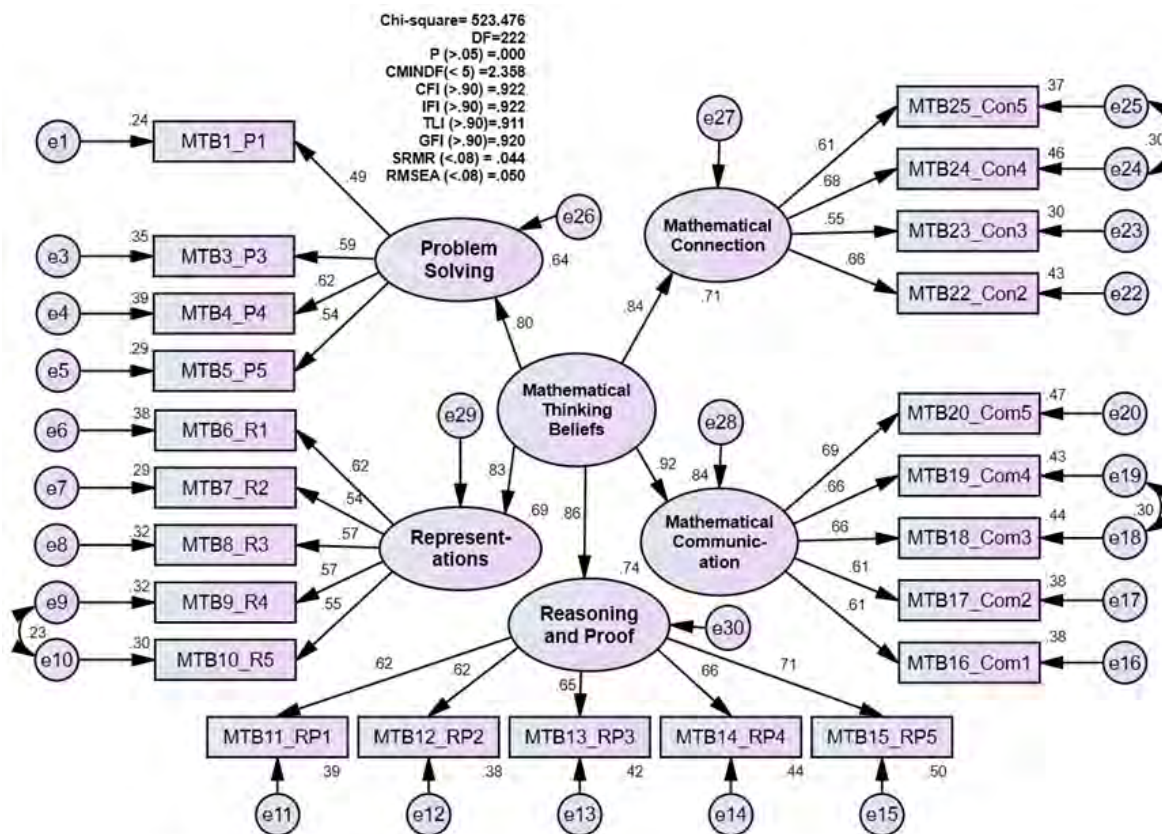 Chi-square= 523.476
DF=222
P (>.05) =.000
CMINDF(< 5) =2.358
CFI (>.90) =.922
IFI (>.90) =.922
TLI (>.90)=.911
GFI (>.90)=.920
SRMR (<.08) = .044
RMSEA (<.08) =.050
e1
.24
MTB1_P1
.49
e3
.35
MTB3_P3
.59
e4
.39
MTB4_P4
.62
e5
.29
MTB5_P5
.54
Problem
Solving
e26
.64
.80
e27
Mathematical
Connection
.71
.84
.61
MTB25_Con5
.37
e25
.30
.68
MTB24_Con4
.46
e24
.55
MTB23_Con3
.30
e23
.66
MTB22_Con2
.43
e22
Mathematical
Thinking
Beliefs
e6
.38
MTB6_R1
.62
e7
.29
MTB7_R2
.54
e8
.32
MTB8_R3
.57
e9
.32
MTB9_R4
.57
.23
e10
.30
MTB10_R5
.55
e29
.83
.69
Represent-
ations
e28
.92
.84
Mathematical
Communic-
ation
.69
MTB20_Com5
.47
e20
.66
MTB19_Com4
.43
e19
.30
.66
MTB18_Com3
.44
e18
.61
MTB17_Com2
.38
e17
.61
MTB16_Com1
.38
e16
.86
.74
Reasoning
and Proof
e30
.62
.62
.65
.66
.71
MTB11_RP1
MTB12_RP2
MTB13_RP3
MTB14_RP4
MTB15_RP5
.39
.38
.42
.44
.50
e11
e12
e13
e14
e15